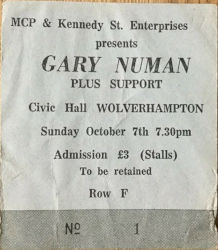 MCP & Kennedy St. Enterprises
presents
GARY NUMAN
PLUS SUPPORT
Civic Hall WOLVERHAMPTON
Sunday October 7th 7.30pm
Admission £3 (Stalls)
To be retained
Row F
Nº 1